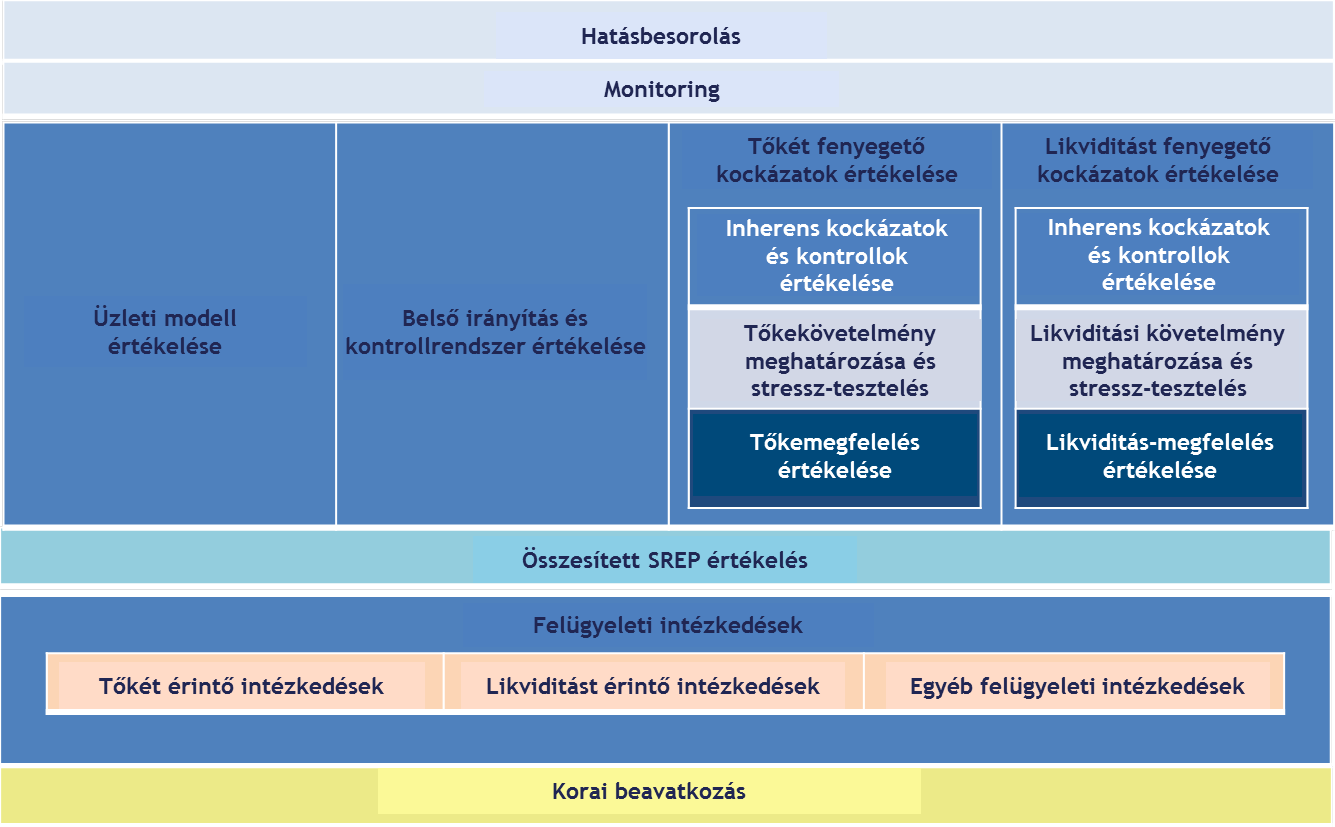 Hatásbesorolás
Monitoring
Üzleti modell
értékelése
Belső irányítás és
kontrollrendszer értékelése
Tőkét fenyegető
kockázatok értékelése
Inherens kockázatok
és kontrollok
értékelése
Tőkekövetelmény
meghatározása és
stressz-tesztelés
Tőkemegfelelés
értékelése
Likviditást fenyegető
kockázatok értékelése
Inherens kockázatok
és kontrollok
értékelése
Likviditási követelmény
meghatározása és
stressz-tesztelés
Likviditás-megfelelés
értékelése
Összesített SREP értékelés
Felügyeleti intézkedések
Tőkét érintő intézkedések
Likviditást érintő intézkedések
Egyéb felügyeleti intézkedések
Korai beavatkozás